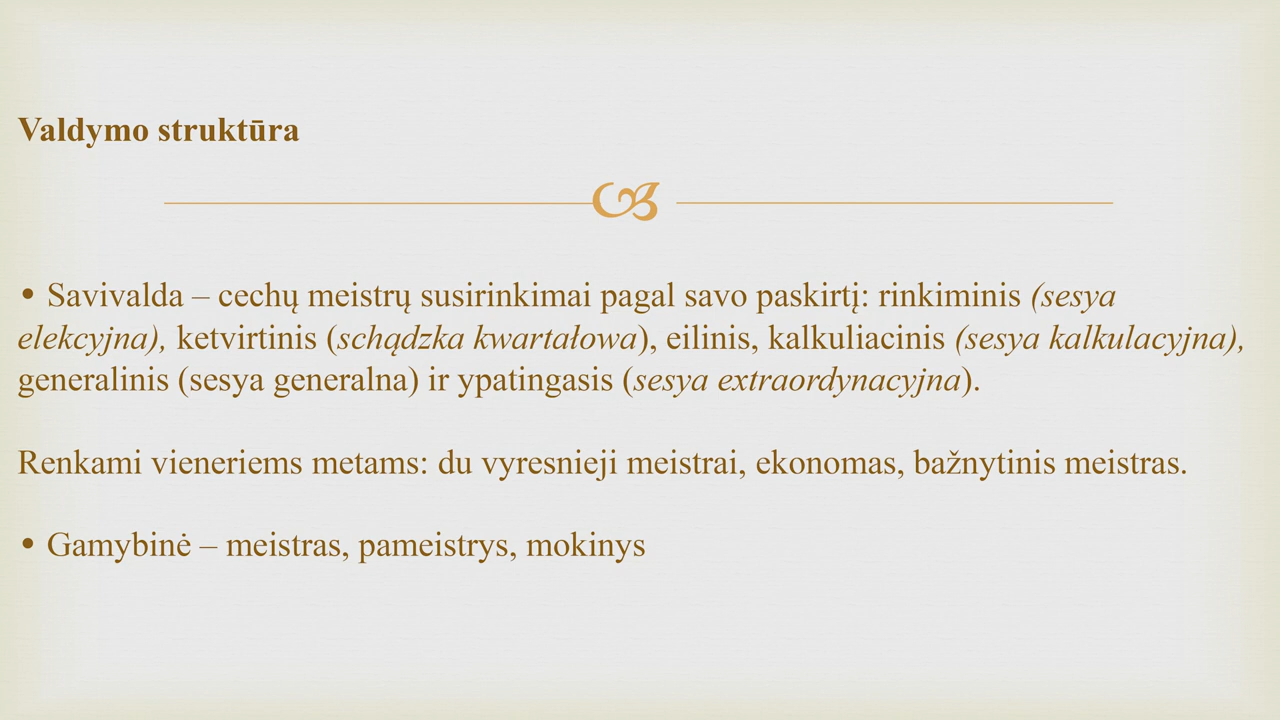 Valdymo struktūra
• Savivalda – cechų meistrų susirinkimai pagal savo paskirtį: rinkiminis (sesya
elekcyjna), ketvirtinis (schądzka kwartałowa), eilinis, kalkuliacinis (sesya kalkulacyjna),
generalinis (sesya generalna) ir ypatingasis (sesya extraordynacyjna).
Renkami vieneriems metams: du vyresnieji meistrai, ekonomas, bažnytinis meistras.
• Gamybinė – meistras, pameistrys, mokinys